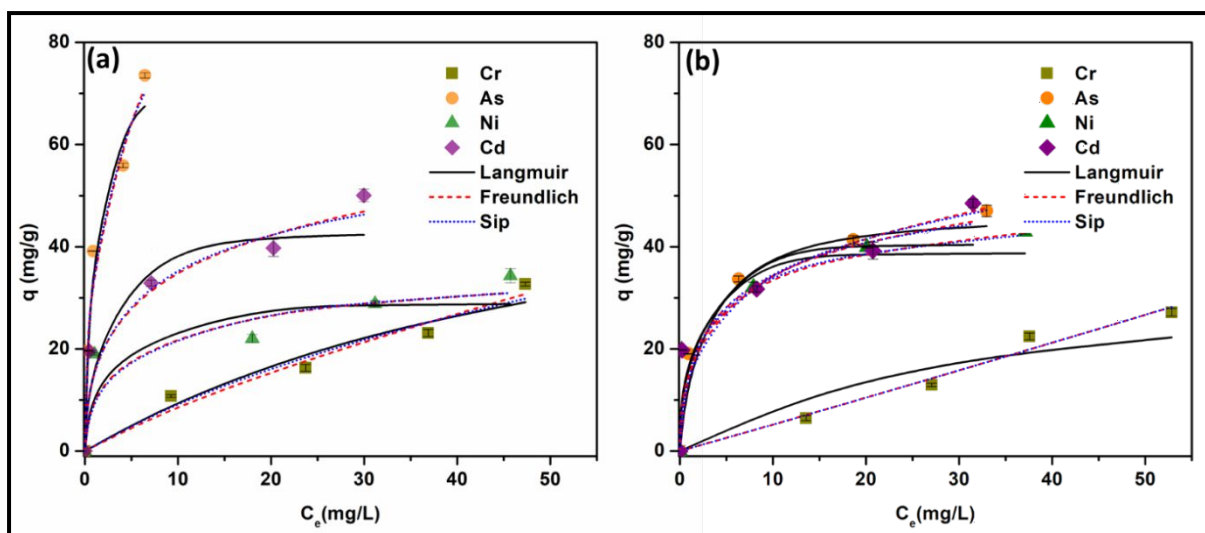 (a)
80
60
40
20
0
q (mg/g)
Cr
As
Ni
Cd
Langmuir
Freundlich
Sip
0 10 20 30 40 50
Ce(mg/L)
(b)
80
60
40
20
0
q (mg/g)
Cr
As
Ni
Cd
Langmuir
Freundlich
Sip
0 10 20 30 40 50
Ce(mg/L)